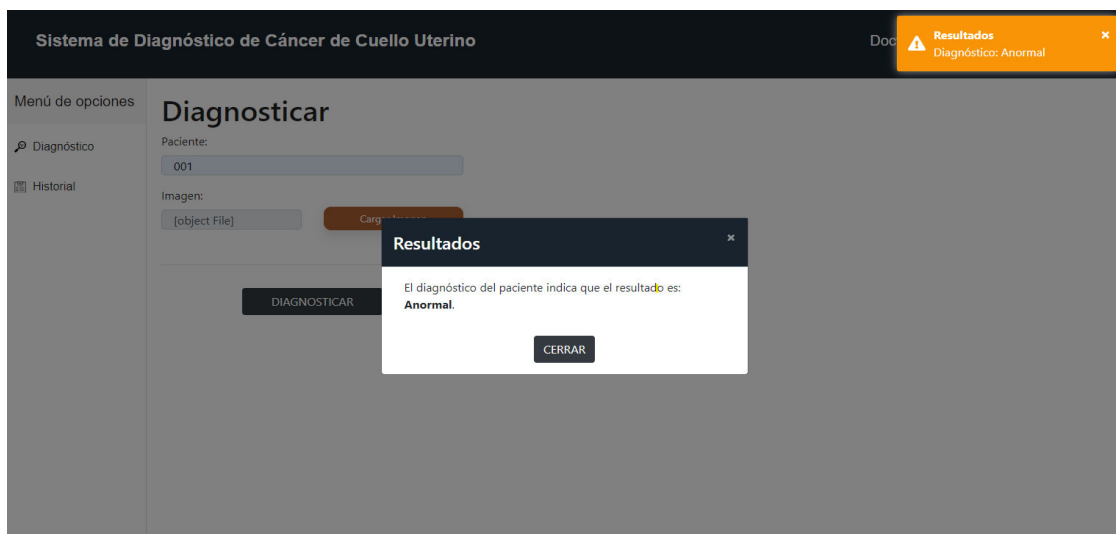 Sistema de Diagnóstico de Cáncer de Cuello Uterino
Resultados
×
Diagnóstico: Anormal
Menú de opciones
Diagnóstico
Historial
Diagnosticar
Paciente:
001
Imagen:
[object File]
DIAGNOSTICAR
Resultados
×
El diagnóstico del paciente indica que el resultado es:
Anormal.
CERRAR